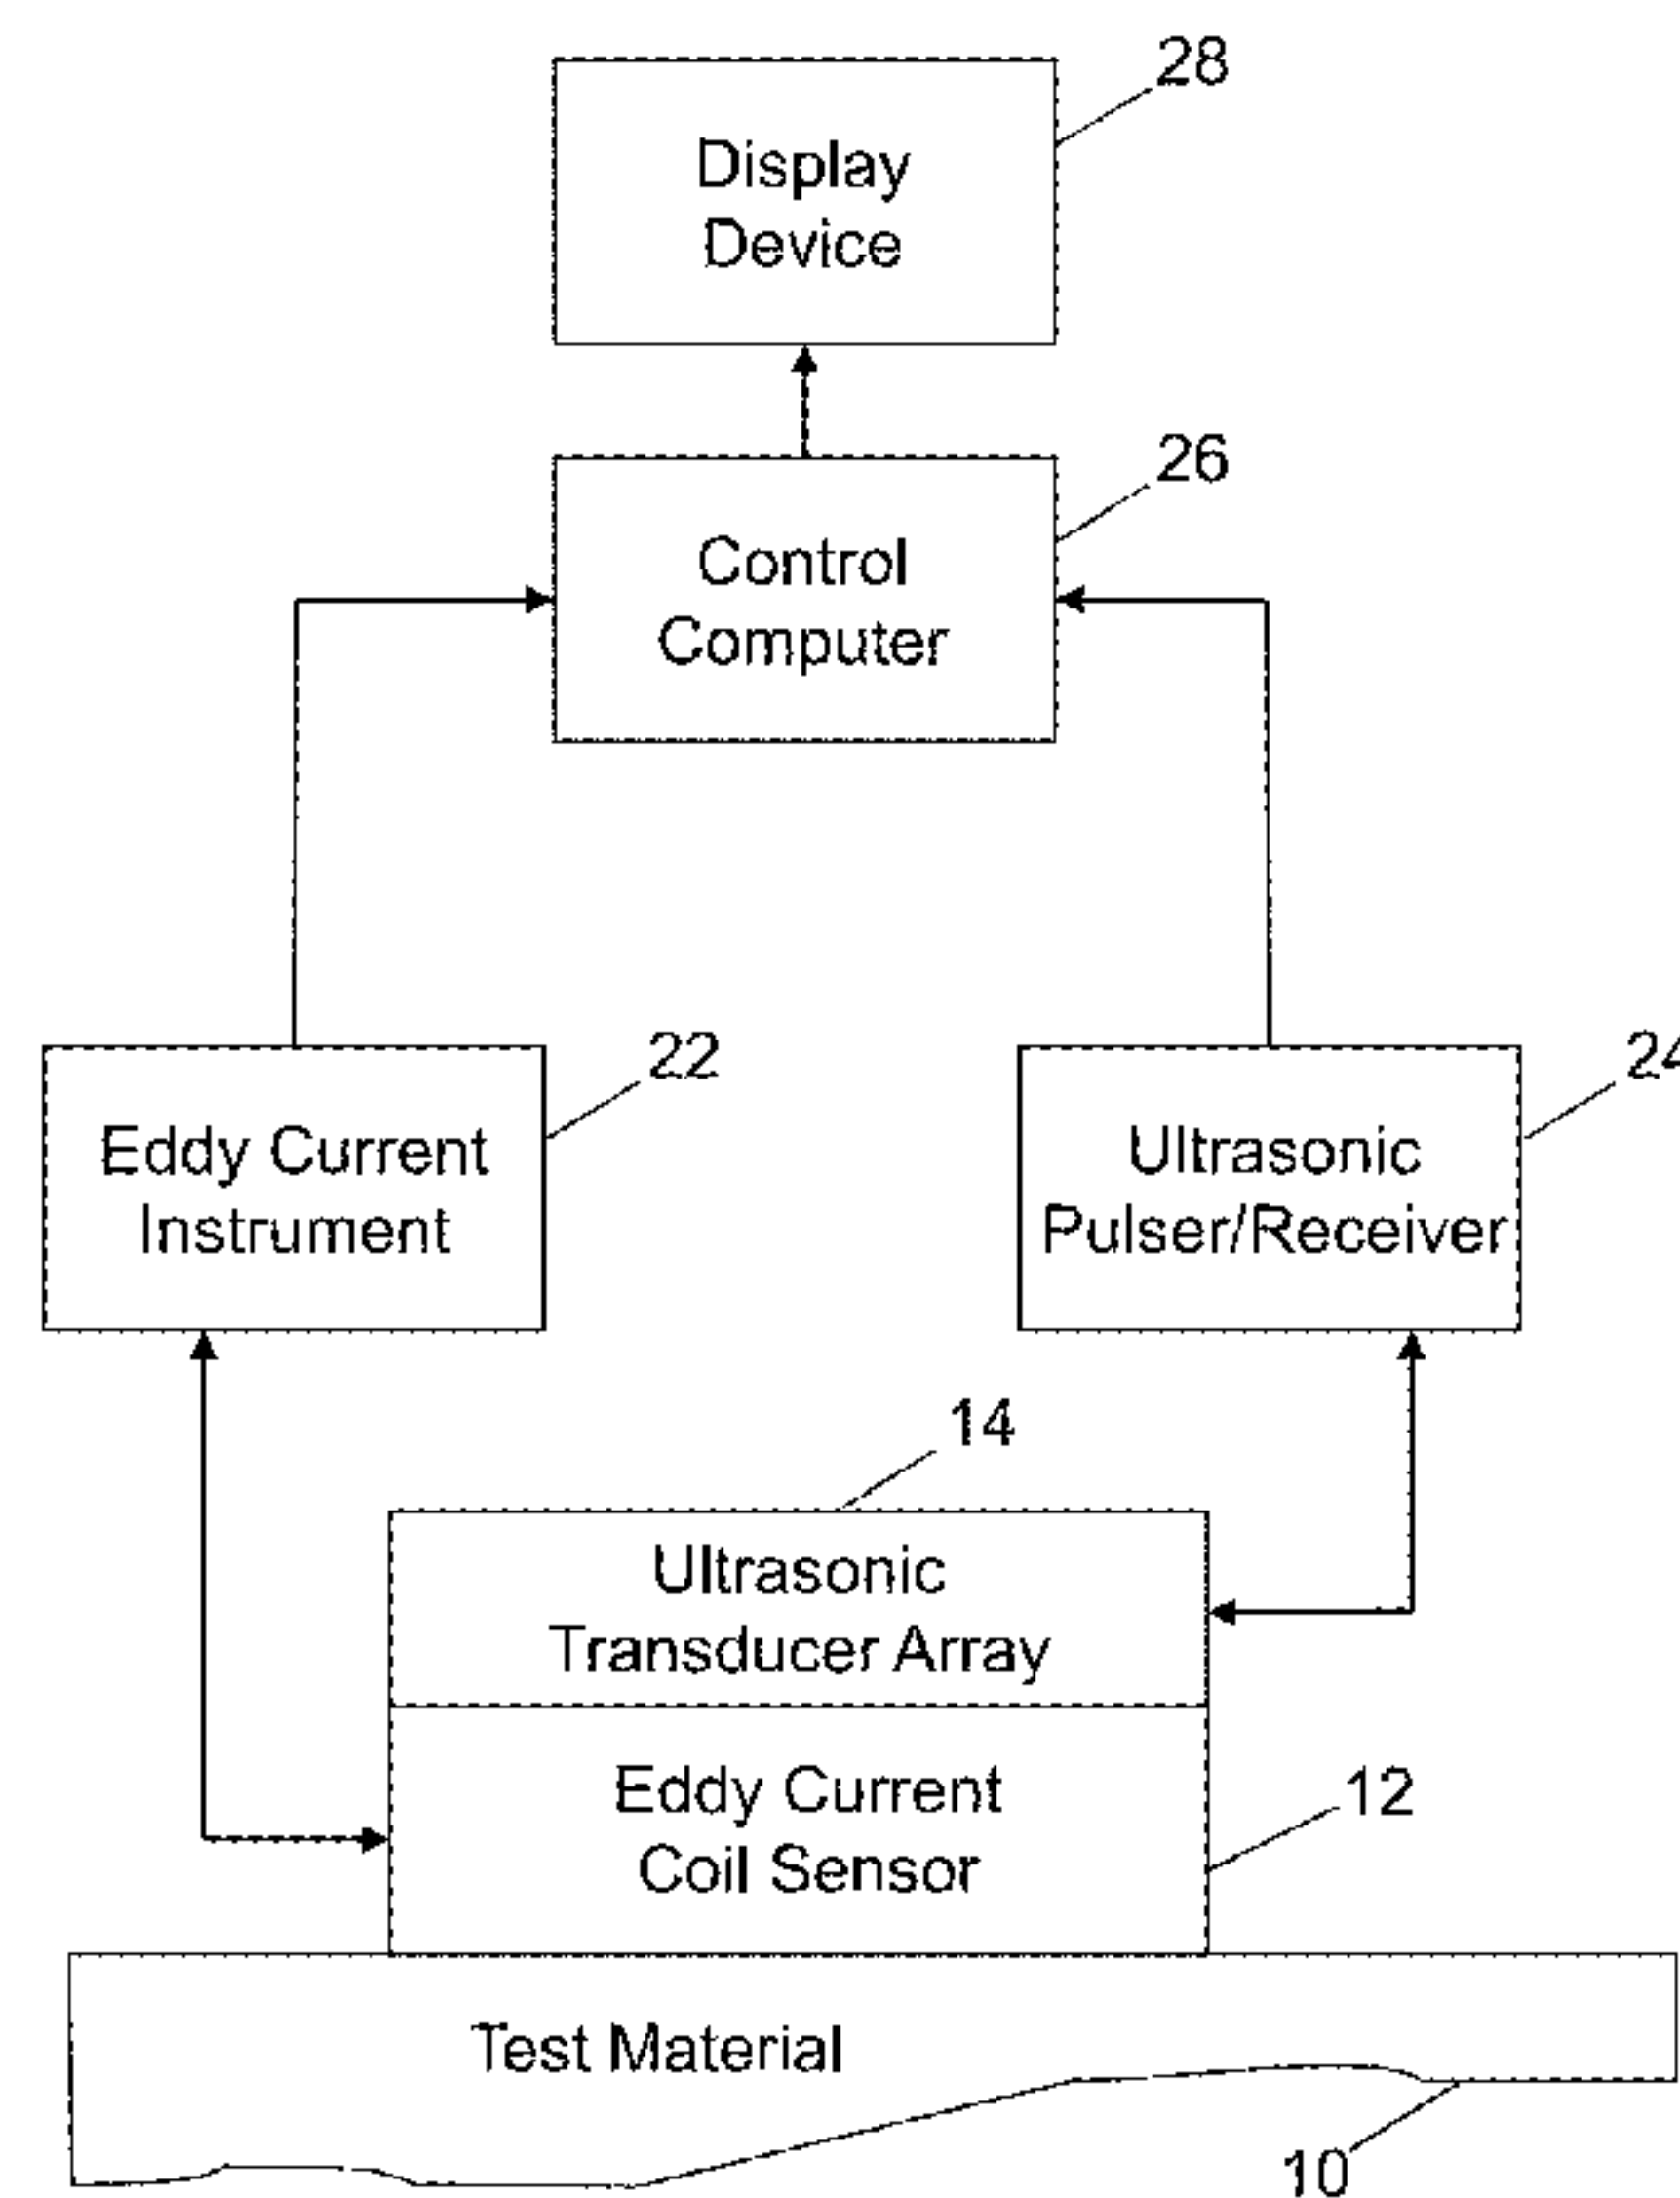 28
Display
Device
26
Control
Computer
22
Eddy Current
Instrument
24
Ultrasonic
Pulser/Receiver
14
Ultrasonic
Transducer Array
Eddy Current
Coil Sensor
12
Test Material
10